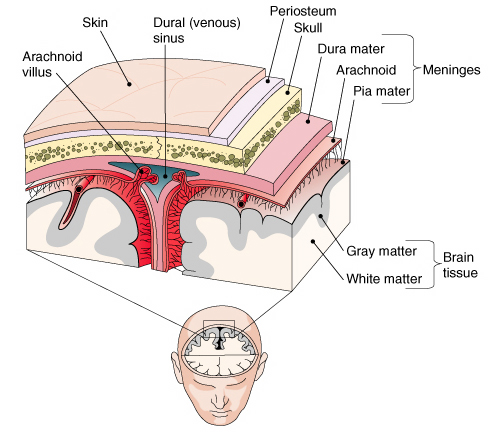 Periosteum
Skin
Dural (venous)
sinus
Skull
Dura mater
Arachnoid
villus
Arachnoid
Meninges
Pia mater
Gray matter
Brain
tissue
White matter